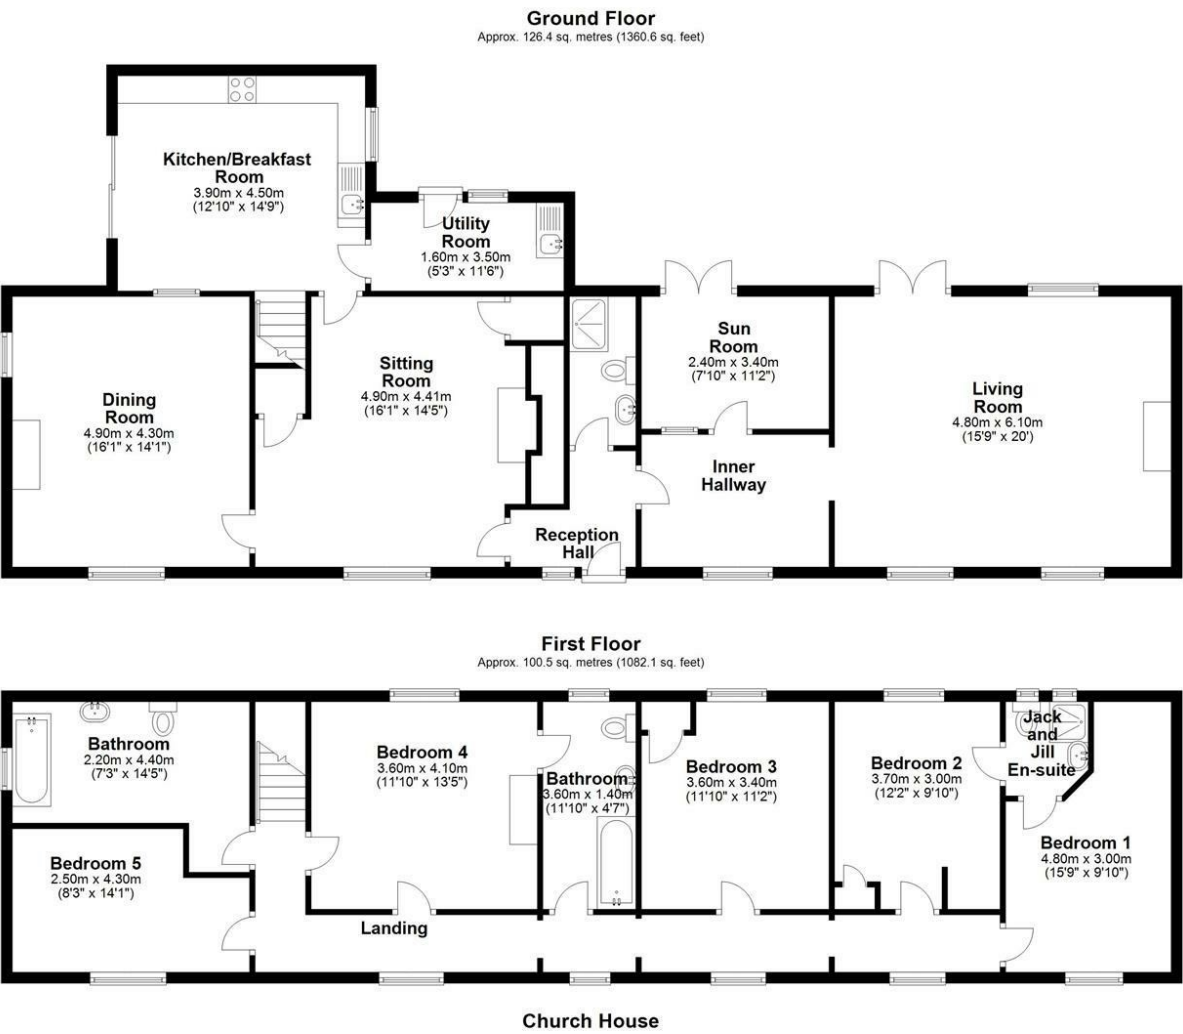 Ground Floor
Approx. 126.4 sq. metres (1360.6 sq. feet)
Kitchen/Breakfast
Room
3.90m x 4.50m
(12'10" x 14'9")
Utility
Room
1.60m x 3.50m
(5'3" x 11'6")
Dining
Room
4.90m x 4.30m
(16'1" x 14'1")
Sitting
Room
4.90m x 4.41m
(16'1" x 14'5")
Sun
Room
2.40m x 3.40m
(7'10" x 11'2")
Living
Room
4.80m x 6.10m
(15'9" x 20')
Inner
Hallway
Reception
Hall
First Floor
Approx. 100.5 sq. metres (1082.1 sq. feet)
Bathroom
2.20m x 4.40m
(7'3" x 14'5")
Bedroom 4
3.60m x 4.10m
(11'10" x 13'5")
Bathroom
3.60m x 1.40m
(11'10" x 4'7")
Bedroom 3
3.60m x 3.40m
(11'10" x 11'2")
Bedroom 2
3.70m x 3.00m
(12'2" x 9'10")
Jack
and
Jill
En-suite
Bedroom 5
2.50m x 4.30m
(8'3" x 14'1")
Bedroom 1
4.80m x 3.00m
(15'9" x 9'10")
Landing
Church House